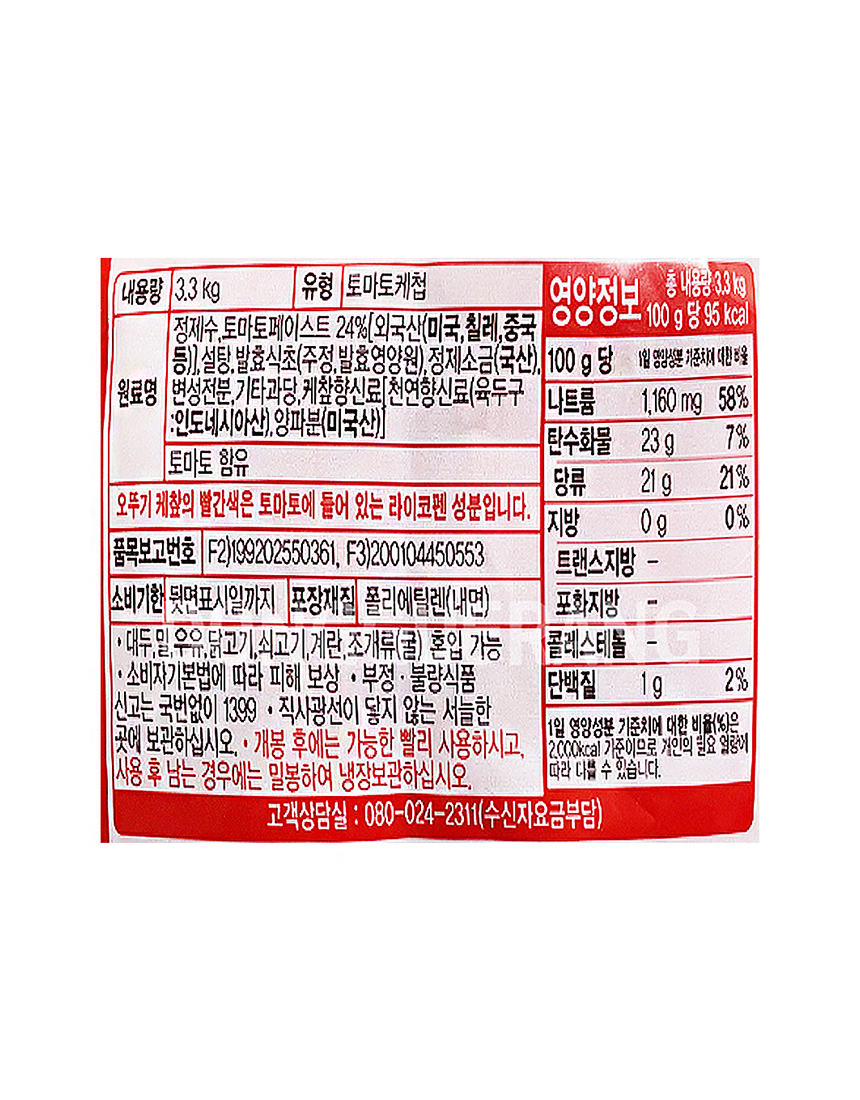 내용량 3.3 kg 유형 토마토케첩
원료명
정제수,토마토페이스트 24%[외국산(미국,칠레,중국
등)],설탕,발효식초(주정,발효영양원),정제소금(국산),
변성전분,기타과당,케찹향신료[천연향신료(육두구
:인도네시아산),양파분(미국산)]
토마토 함유
오뚜기 케찹의 빨간색은 토마토에 들어 있는 라이코펜 성분입니다.
품목보고번호 F2)199202550361, F3)200104450553
소비기한 뒷면표시일까지 포장재질 폴리에틸렌(내면)
•대두,밀,우유,닭고기,쇠고기,계란,조개류(굴) 혼입 가능
•소비자기본법에 따라 피해 보상 •부정·불량식품
신고는 국번없이 1399 •직사광선이 닿지 않는 서늘한
곳에 보관하십시오. •개봉 후에는 가능한 빨리 사용하시고,
사용 후 남는 경우에는 밀봉하여 냉장보관하십시오.
영양정보 총 내용량 3.3 kg
100 g 당 95 kcal
100 g 당 1일 영양성분 기준치에 대한 비율
나트륨 1,160 mg 58%
탄수화물 23 g 7%
당류 21 g 21%
지방 0 g 0%
트랜스지방 –
포화지방 –
콜레스테롤 –
단백질 1 g 2%
1일 영양성분 기준치에 대한 비율(%)은
2,000kcal 기준이므로 개인의 필요 열량에
따라 다를 수 있습니다.
고객상담실 : 080-024-2311(수신자요금부담)